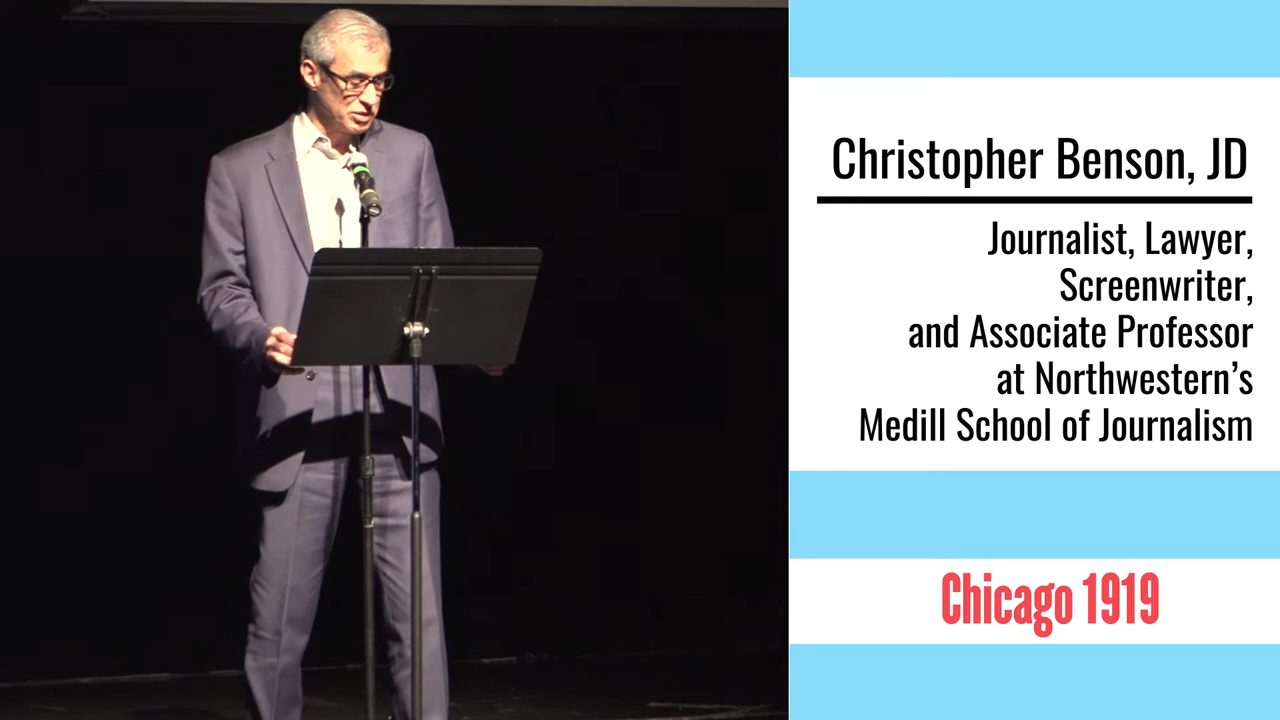 Christopher Benson, JD
Journalist, Lawyer,
Screenwriter,
and Associate Professor
at Northwestern’s
Medill School of Journalism
Chicago 1919